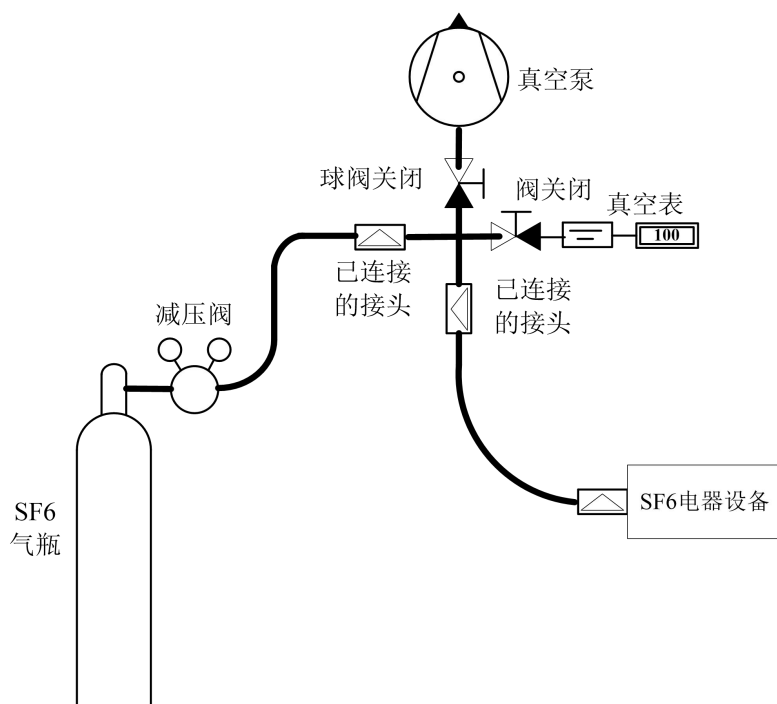 真空泵
球阀关闭
阀关闭
真空表
100
已连接
的接头
已连接
的接头
减压阀
SF6
气瓶
SF6电器设备